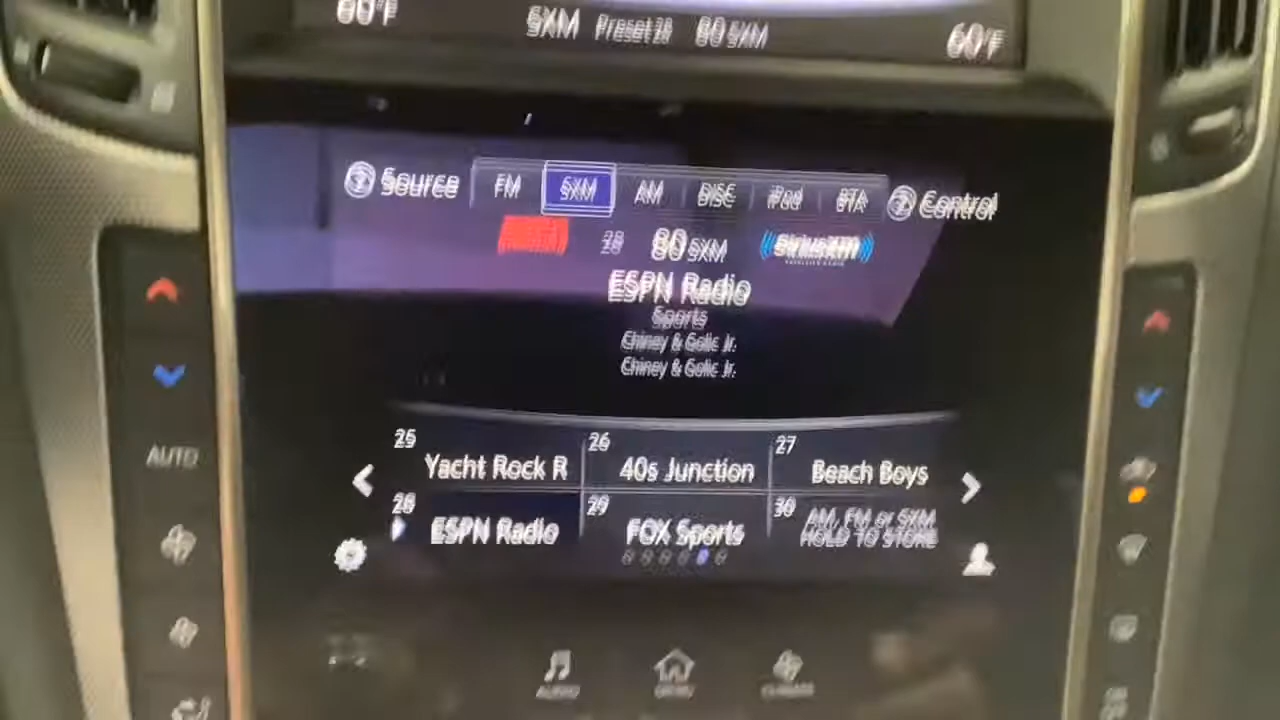 60°F SXM Preset 28 80 SXM 60°F
Source FM SXM AM DISC iPod BTA Control
28 80 SXM SiriusXM
SATELLITE RADIO
ESPN Radio
Sports
Chiney & Golic Jr.
Chiney & Golic Jr.
25 Yacht Rock R 26 40s Junction 27 Beach Boys
28 ESPN Radio 29 FOX Sports 30 AM, FM or SXM
HOLD TO STORE
AUTO
AUDIO MENU CLIMATE